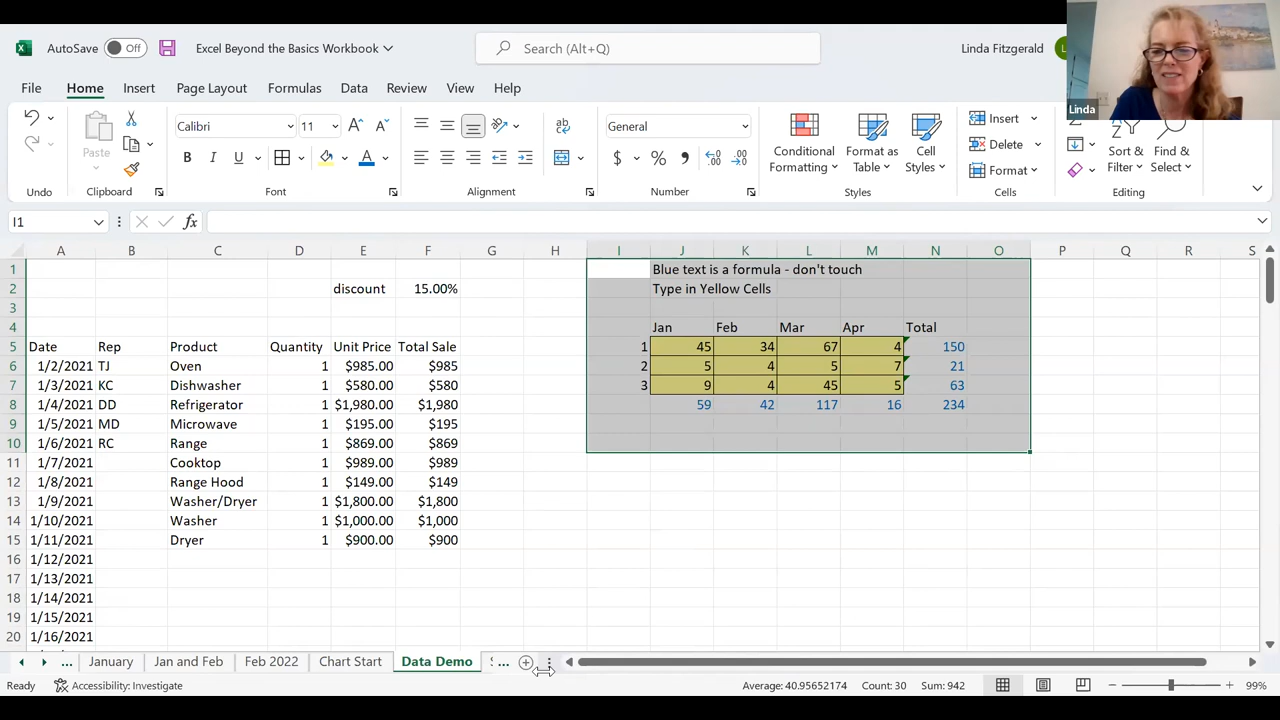 AutoSave Off Excel Beyond the Basics Workbook Search (Alt+Q) Linda Fitzgerald
Linda
File Home Insert Page Layout Formulas Data Review View Help
Calibri 11 General
Paste
Conditional Formatting Format as Table Cell Styles
Insert
Delete
Format
Sort & Filter Find & Select
Undo Clipboard Font Alignment Number Styles Cells Editing
I1 fx
A B C D E F G H I J K L M N O P Q R S
1 Blue text is a formula - don't touch
2 discount 15.00% Type in Yellow Cells
3
4 Jan Feb Mar Apr Total
5 Date Rep Product Quantity Unit Price Total Sale 1 45 34 67 4 150
6 1/2/2021 TJ Oven 1 $985.00 $985 2 5 4 5 7 21
7 1/3/2021 KC Dishwasher 1 $580.00 $580 3 9 4 45 5 63
8 1/4/2021 DD Refrigerator 1 $1,980.00 $1,980 59 42 117 16 234
9 1/5/2021 MD Microwave 1 $195.00 $195
10 1/6/2021 RC Range 1 $869.00 $869
11 1/7/2021 Cooktop 1 $989.00 $989
12 1/8/2021 Range Hood 1 $149.00 $149
13 1/9/2021 Washer/Dryer 1 $1,800.00 $1,800
14 1/10/2021 Washer 1 $1,000.00 $1,000
15 1/11/2021 Dryer 1 $900.00 $900
16 1/12/2021
17 1/13/2021
18 1/14/2021
19 1/15/2021
20 1/16/2021
... January Jan and Feb Feb 2022 Chart Start Data Demo ...
Ready Accessibility: Investigate Average: 40.95652174 Count: 30 Sum: 942 99%